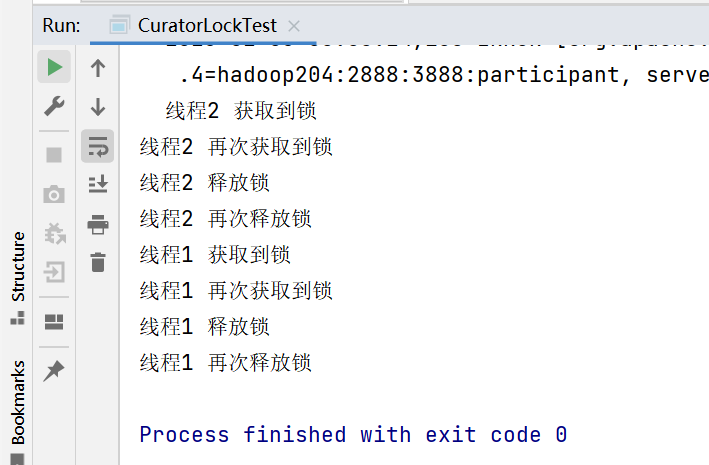 Run: CuratorLockTest
.4=hadoop204:2888:3888:participant, serve
线程2 获取到锁
线程2 再次获取到锁
线程2 释放锁
线程2 再次释放锁
线程1 获取到锁
线程1 再次获取到锁
线程1 释放锁
线程1 再次释放锁
Process finished with exit code 0
Structure
Bookmarks